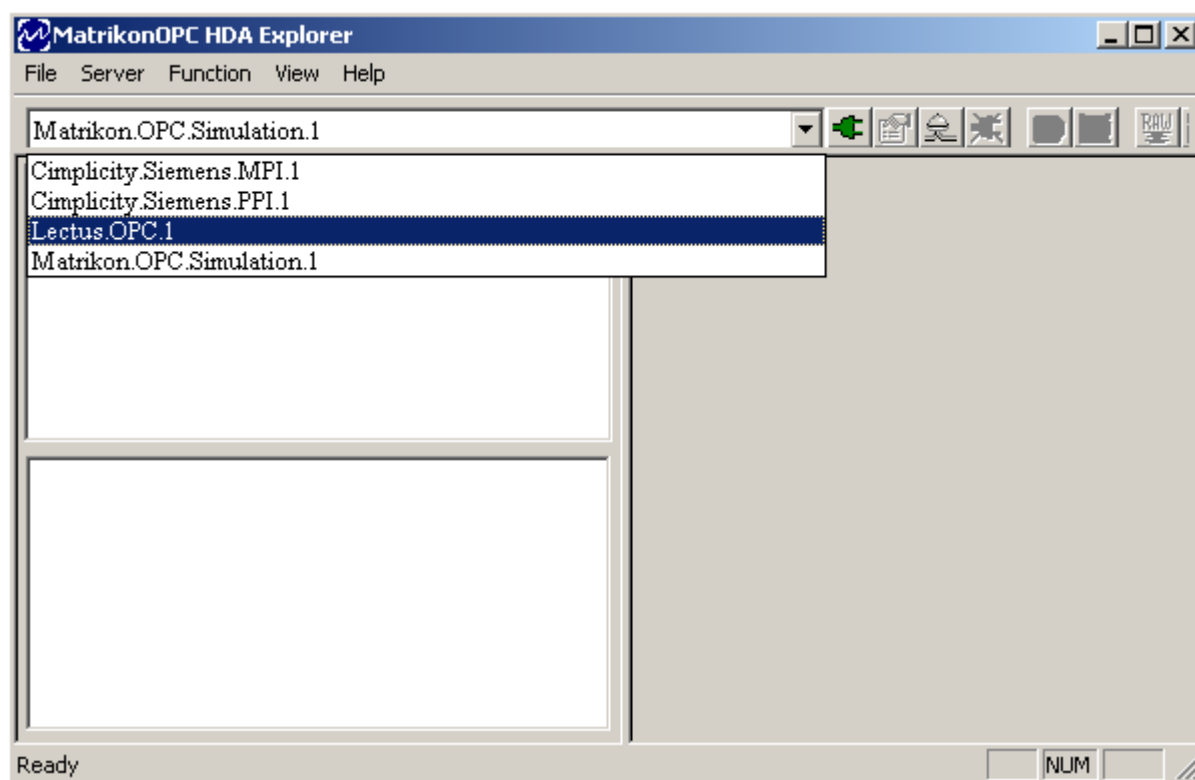 MatrikonOPC HDA Explorer
File Server Function View Help
Matrikon.OPC.Simulation.1
RAW
Cimplicity.Siemens.MPI.1
Cimplicity.Siemens.PPI.1
Lectus.OPC.1
Matrikon.OPC.Simulation.1
Ready
NUM